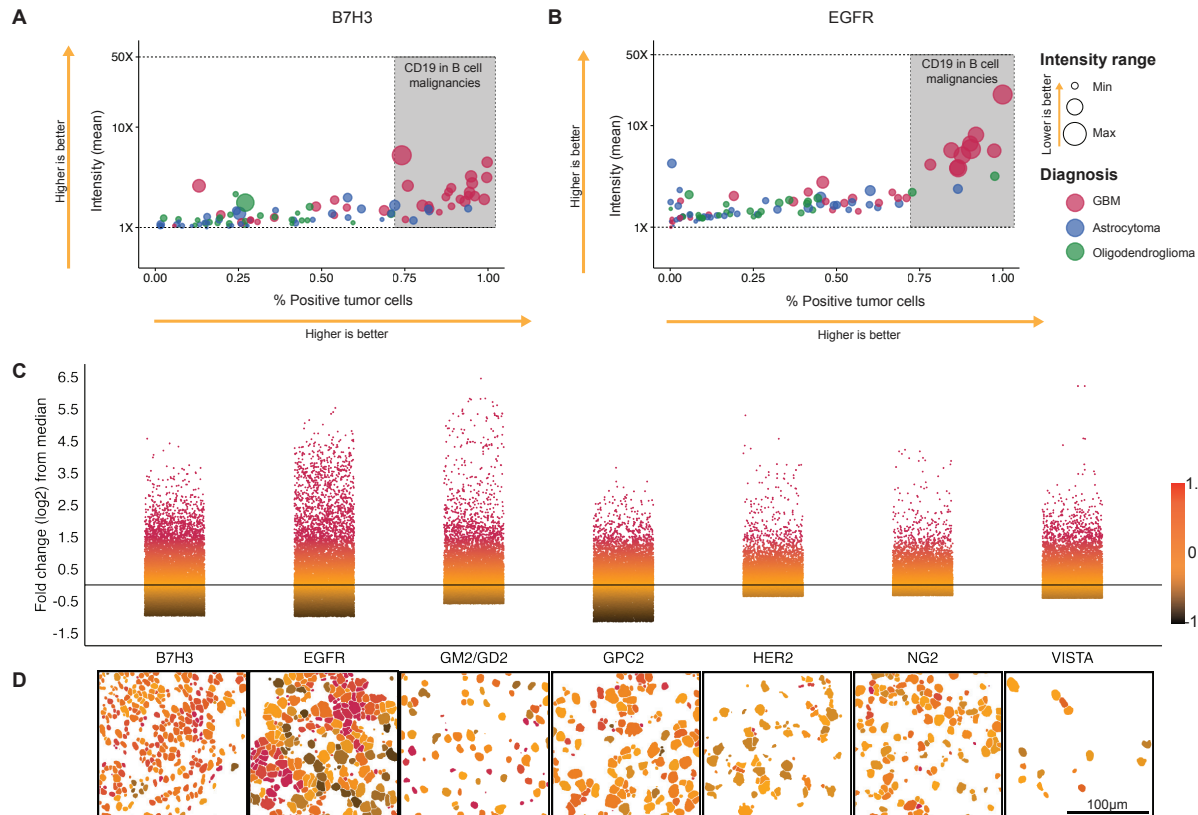 A
B7H3
Higher is better
Intensity (mean)
50X
10X
1X
CD19 in B cell
malignancies
0.00 0.25 0.50 0.75 1.00
% Positive tumor cells
Higher is better
B
EGFR
Higher is better
Intensity (mean)
50X
10X
1X
CD19 in B cell
malignancies
0.00 0.25 0.50 0.75 1.00
% Positive tumor cells
Higher is better
Intensity range
Lower is better
Min
Max
Diagnosis
GBM
Astrocytoma
Oligodendroglioma
C
Fold change (log2) from median
6.5
5.5
4.5
3.5
2.5
1.5
0.5
-0.5
-1.5
1.
0
-1
B7H3 EGFR GM2/GD2 GPC2 HER2 NG2 VISTA
D
100µm